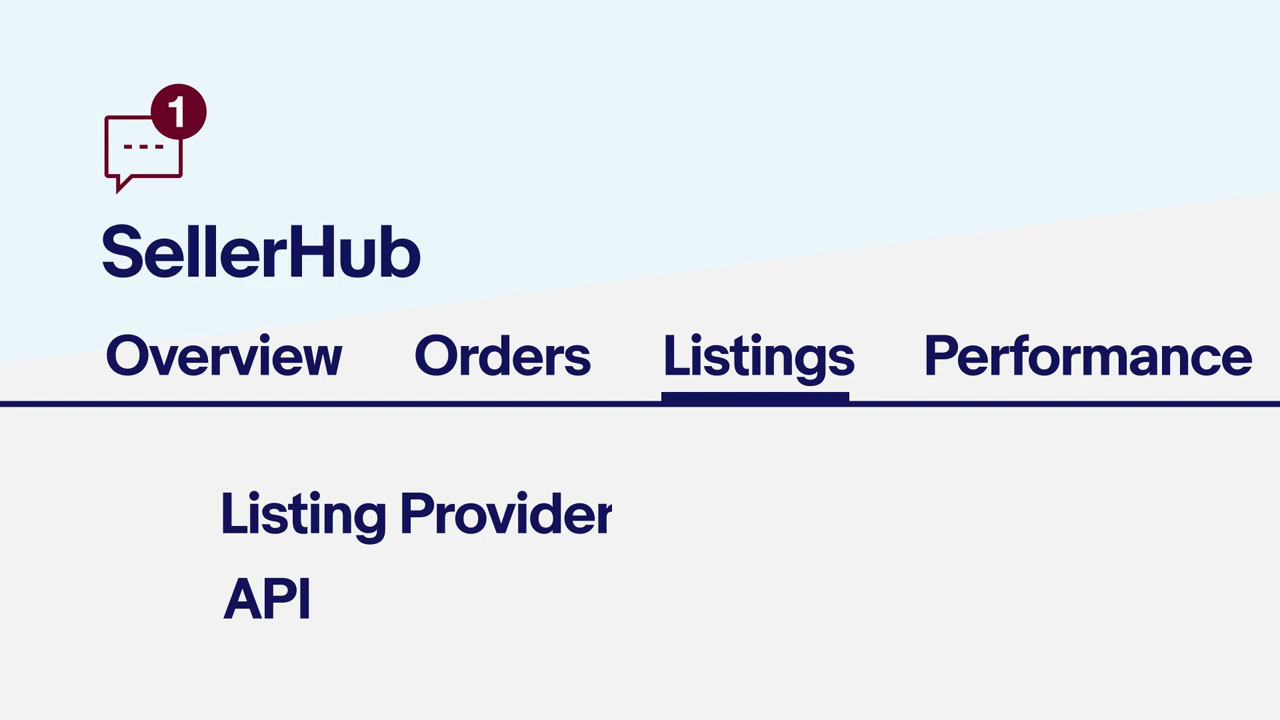 1
SellerHub
Overview Orders Listings Performance
Listing Provider
API